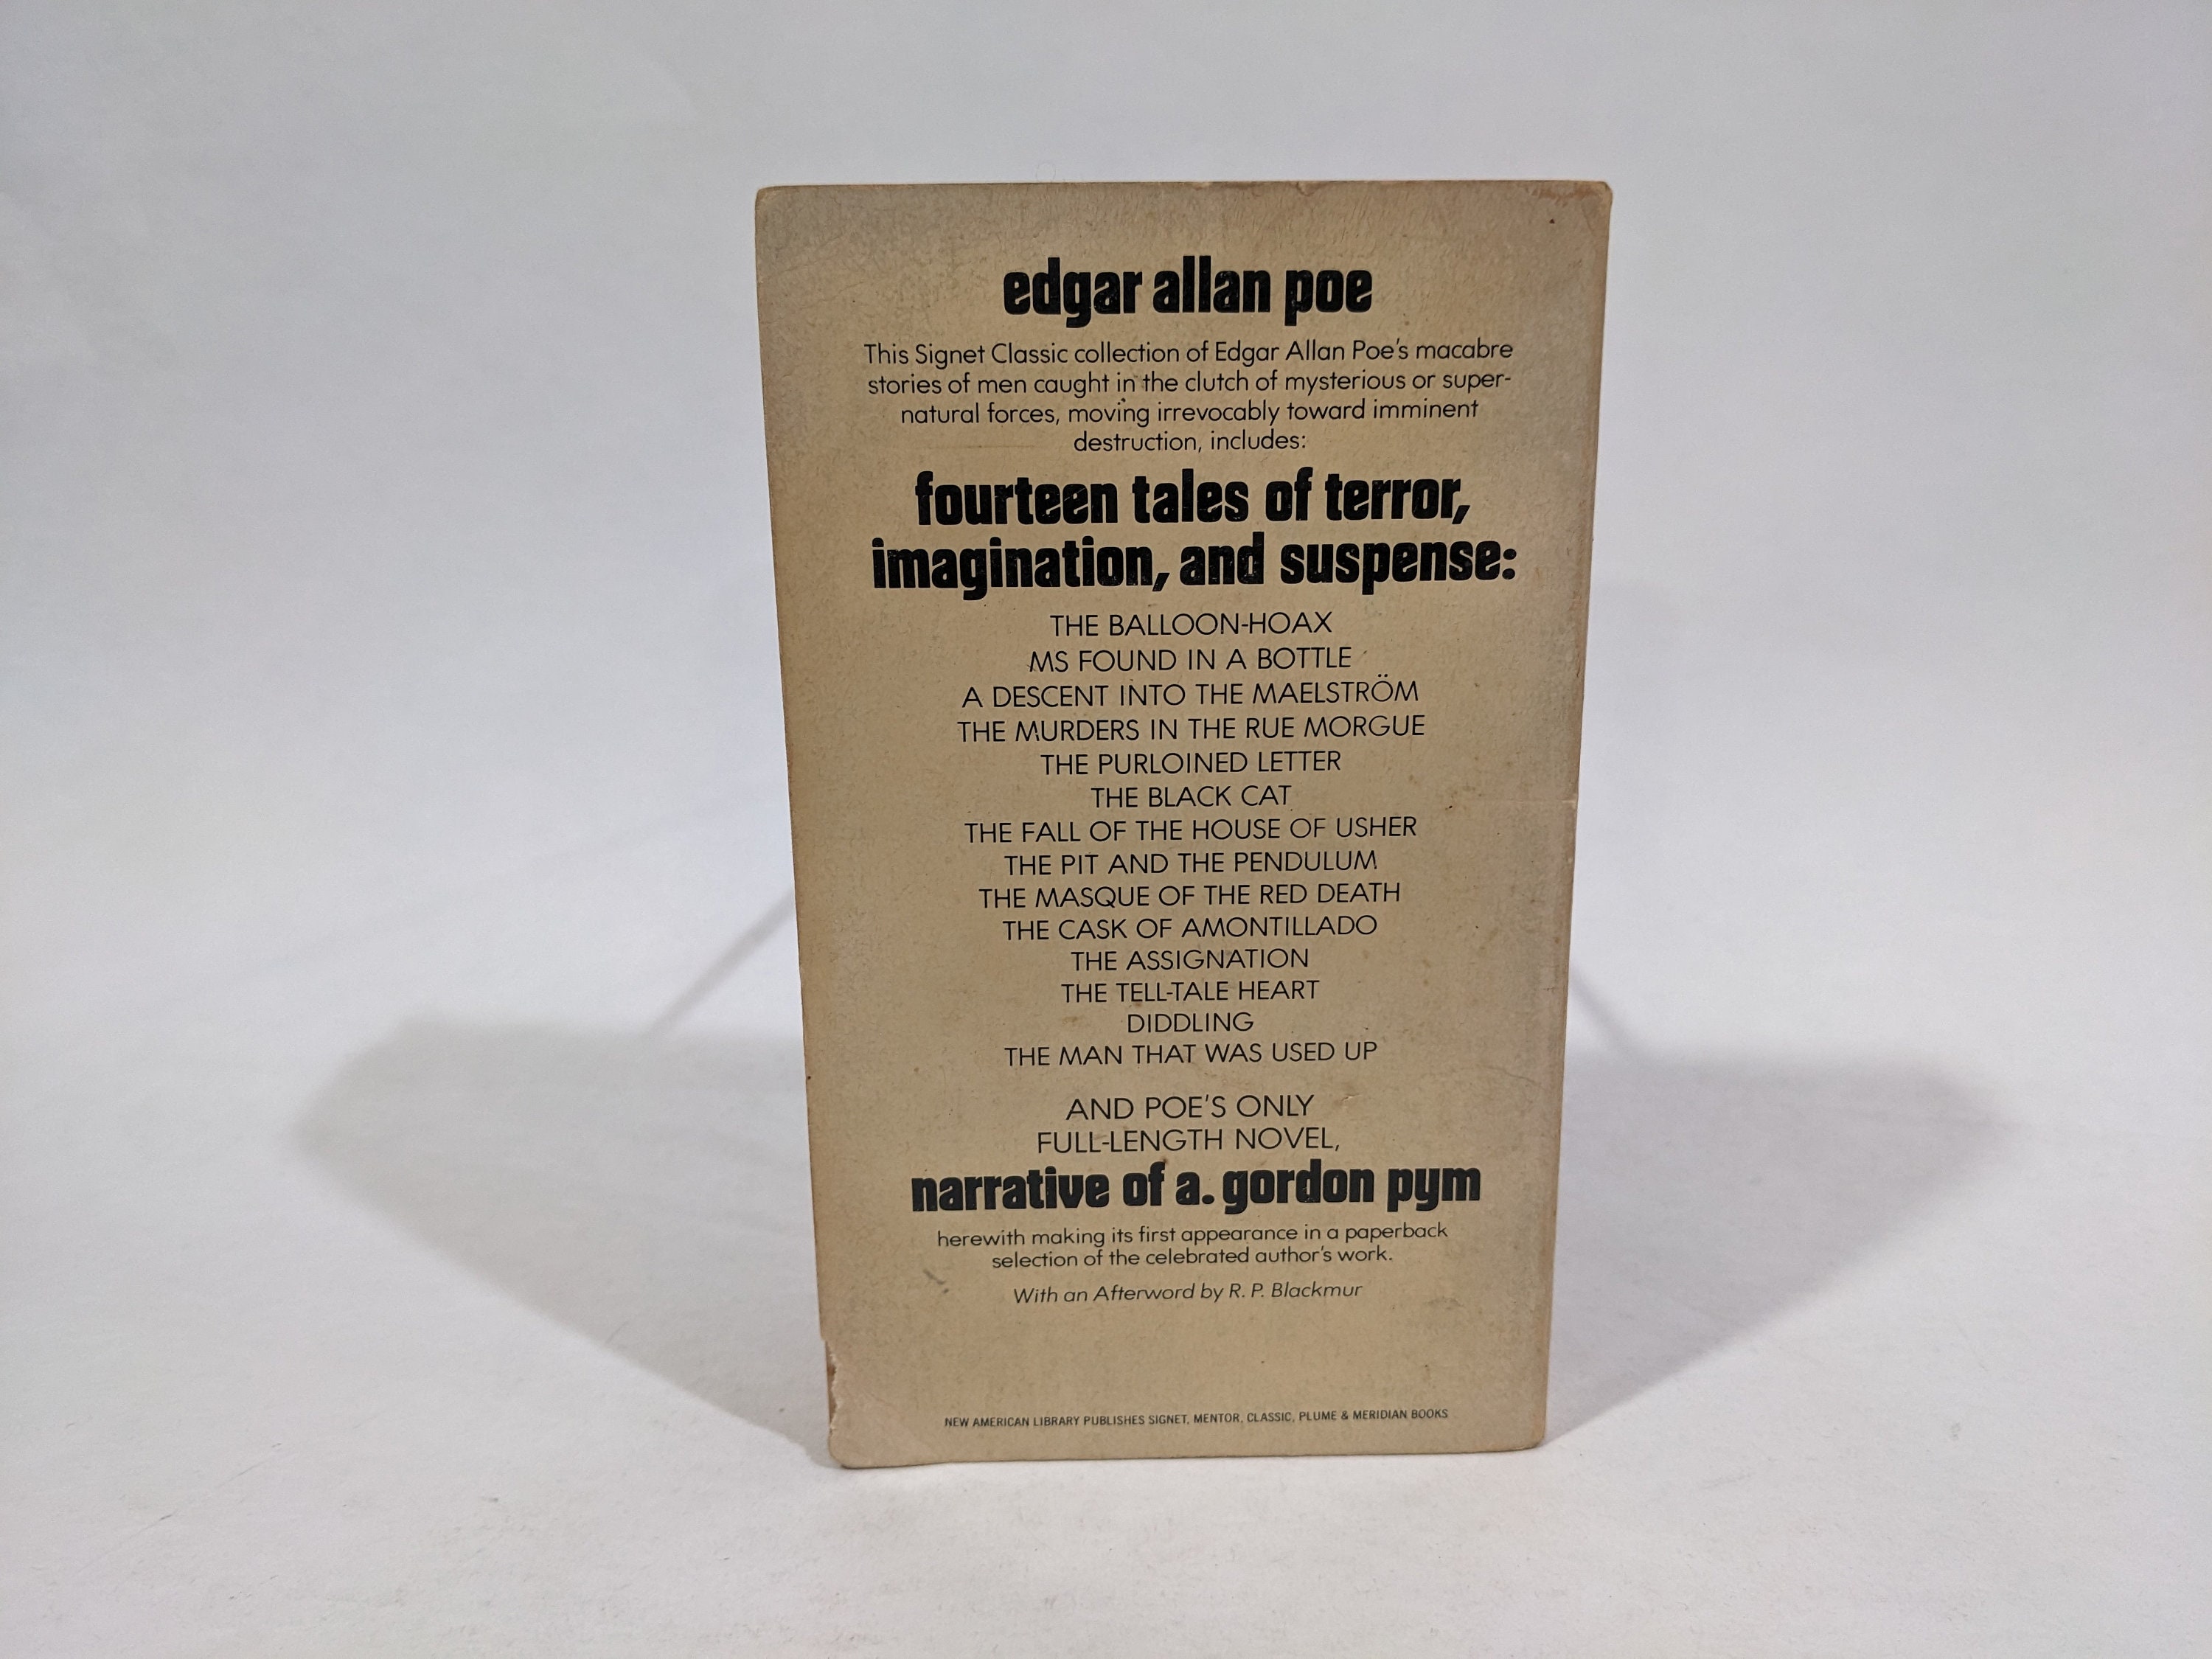 edgar allan poe
This Signet Classic collection of Edgar Allan Poe's macabre
stories of men caught in the clutch of mysterious or super-
natural forces, moving irrevocably toward imminent
destruction, includes:
fourteen tales of terror,
imagination, and suspense:
THE BALLOON-HOAX
MS FOUND IN A BOTTLE
A DESCENT INTO THE MAELSTRÖM
THE MURDERS IN THE RUE MORGUE
THE PURLOINED LETTER
THE BLACK CAT
THE FALL OF THE HOUSE OF USHER
THE PIT AND THE PENDULUM
THE MASQUE OF THE RED DEATH
THE CASK OF AMONTILLADO
THE ASSIGNATION
THE TELL-TALE HEART
DIDDLING
THE MAN THAT WAS USED UP
AND POE'S ONLY
FULL-LENGTH NOVEL,
narrative of a. gordon pym
herewith making its first appearance in a paperback
selection of the celebrated author's work.
With an Afterword by R. P. Blackmur
NEW AMERICAN LIBRARY PUBLISHES SIGNET, MENTOR, CLASSIC, PLUME & MERIDIAN BOOKS